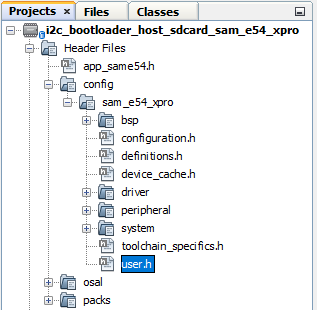 Projects × Files Classes
i2c_bootloader_host_sdcard_sam_e54_xpro
Header Files
app_same54.h
config
sam_e54_xpro
bsp
configuration.h
definitions.h
device_cache.h
driver
peripheral
system
toolchain_specifics.h
user.h
osal
packs